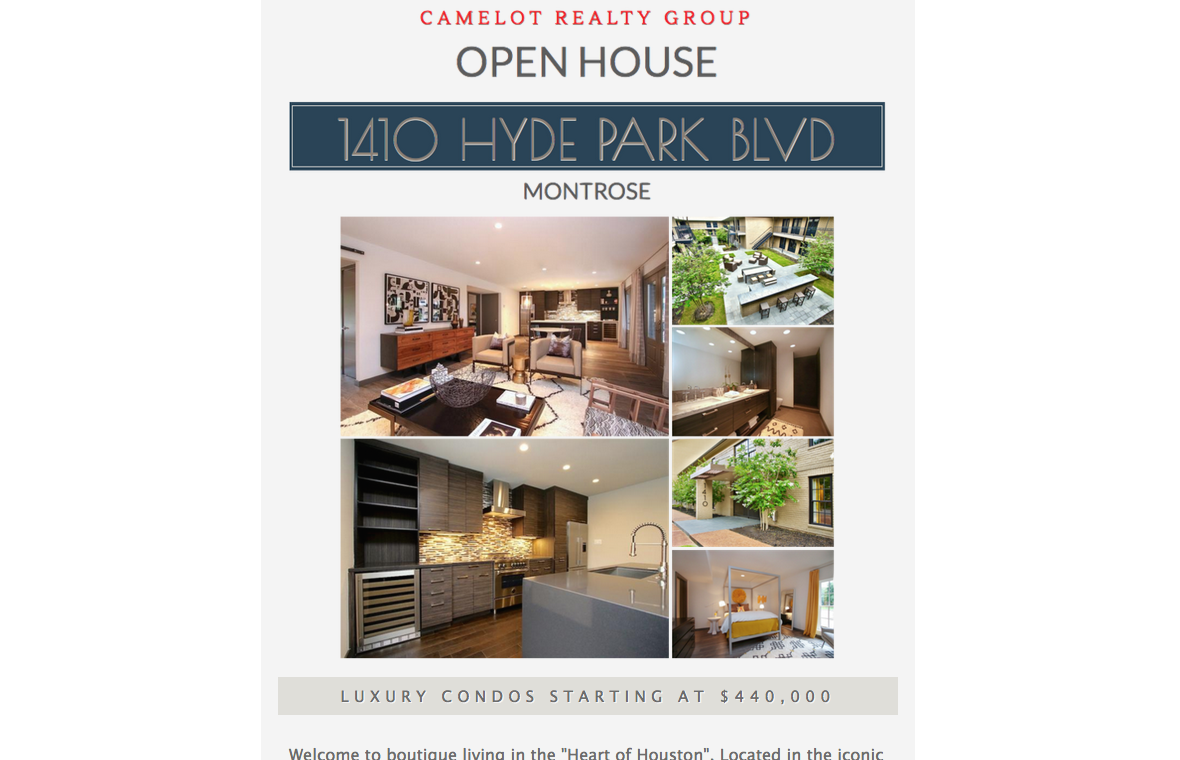 CAMELOT REALTY GROUP
OPEN HOUSE
1410 HYDE PARK BLVD
MONTROSE
1410
LUXURY CONDOS STARTING AT $440,000
Welcome to boutique living in the "Heart of Houston". Located in the iconic